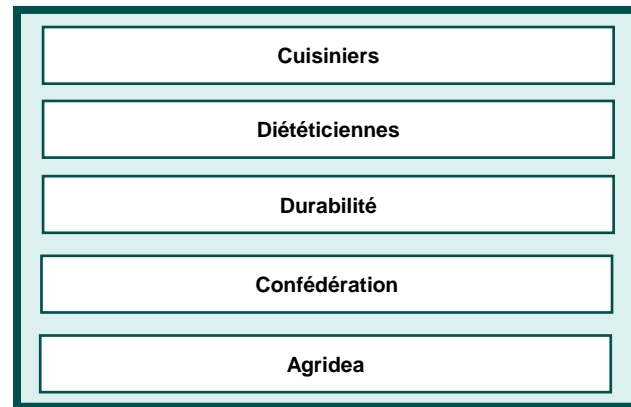 Cuisiniers
Diététiciennes
Durabilité
Confédération
Agridea